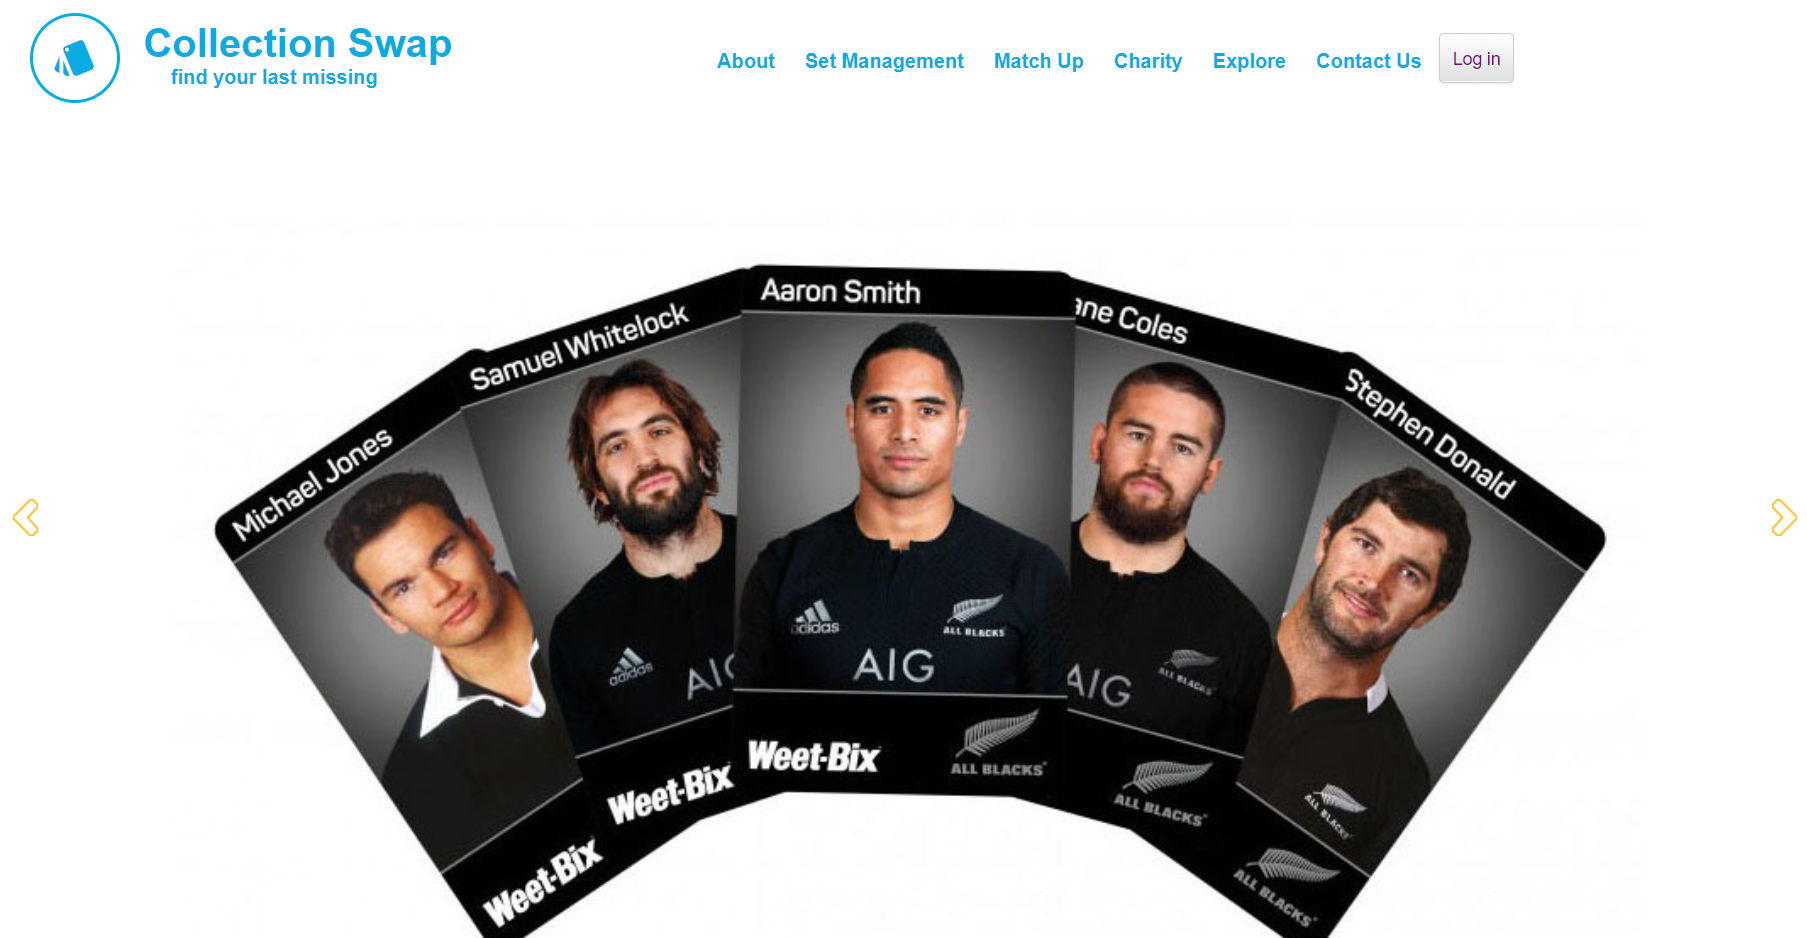 Collection Swap
find your last missing
About Set Management Match Up Charity Explore Contact Us Log in
Michael Jones
Samuel Whitelock
Aaron Smith
ane Coles
Stephen Donald
adidas
ALL BLACKS
AIG
adidas
AIG
AIG
ALL BLACKS
ALL BLACKS
Weet-Bix
Weet-Bix
Weet-Bix
ALL BLACKS
ALL BLACKS
ALL BLACKS